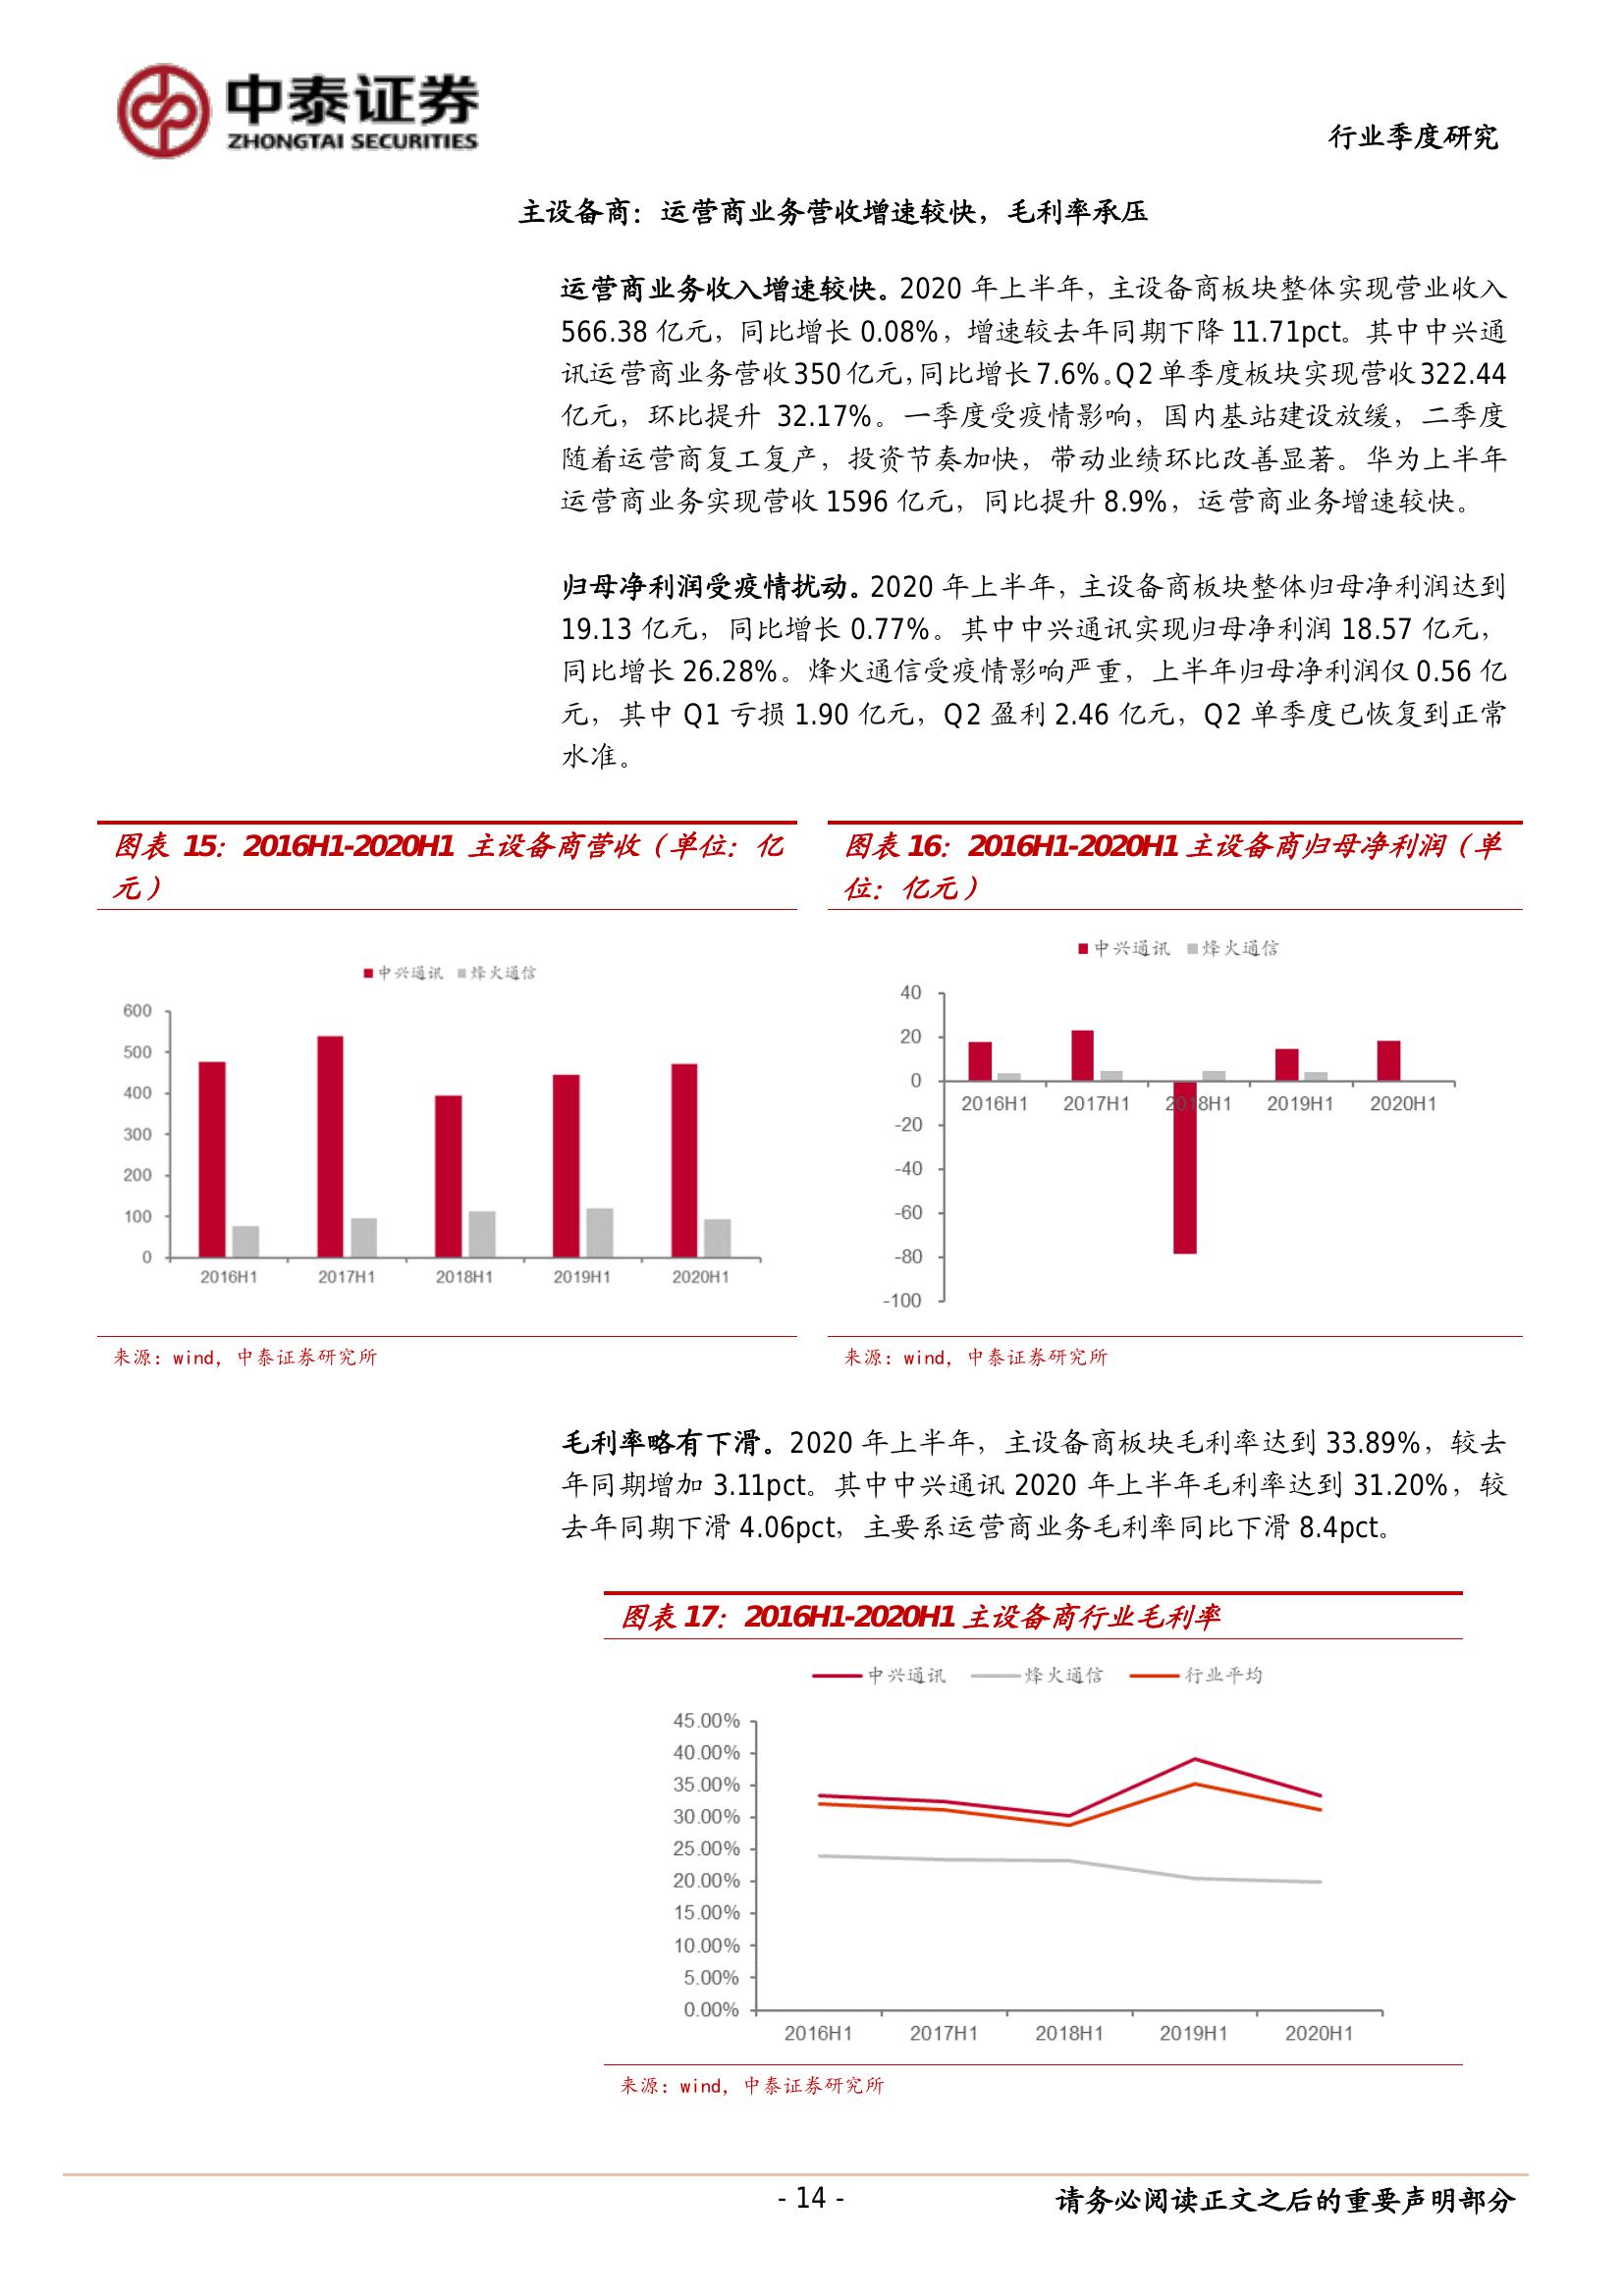 中泰证券
ZHONGTAI SECURITIES
行业季度研究
主设备商：运营商业务营收增速较快，毛利率承压
运营商业务收入增速较快。2020 年上半年，主设备商板块整体实现营业收入
566.38 亿元，同比增长 0.08%，增速较去年同期下降 11.71pct。其中中兴通
讯运营商业务营收 350 亿元，同比增长 7.6%。Q2 单季度板块实现营收 322.44
亿元，环比提升 32.17%。一季度受疫情影响，国内基站建设放缓，二季度
随着运营商复工复产，投资节奏加快，带动业绩环比改善显著。华为上半年
运营商业务实现营收 1596 亿元，同比提升 8.9%，运营商业务增速较快。
归母净利润受疫情扰动。2020 年上半年，主设备商板块整体归母净利润达到
19.13 亿元，同比增长 0.77%。其中中兴通讯实现归母净利润 18.57 亿元，
同比增长 26.28%。烽火通信受疫情影响严重，上半年归母净利润仅 0.56 亿
元，其中 Q1 亏损 1.90 亿元，Q2 盈利 2.46 亿元，Q2 单季度已恢复到正常
水准。
图表 15：2016H1-2020H1 主设备商营收（单位：亿
元）
中兴通讯 烽火通信
600
500
400
300
200
100
0
2016H1 2017H1 2018H1 2019H1 2020H1
来源：wind，中泰证券研究所
图表 16：2016H1-2020H1 主设备商归母净利润（单
位：亿元）
中兴通讯 烽火通信
40
20
0
-20
-40
-60
-80
-100
2016H1 2017H1 2018H1 2019H1 2020H1
来源：wind，中泰证券研究所
毛利率略有下滑。2020 年上半年，主设备商板块毛利率达到 33.89%，较去
年同期增加 3.11pct。其中中兴通讯 2020 年上半年毛利率达到 31.20%，较
去年同期下滑 4.06pct，主要系运营商业务毛利率同比下滑 8.4pct。
图表 17：2016H1-2020H1 主设备商行业毛利率
中兴通讯 烽火通信 行业平均
45.00%
40.00%
35.00%
30.00%
25.00%
20.00%
15.00%
10.00%
5.00%
0.00%
2016H1 2017H1 2018H1 2019H1 2020H1
来源：wind，中泰证券研究所
- 14 -
请务必阅读正文之后的重要声明部分